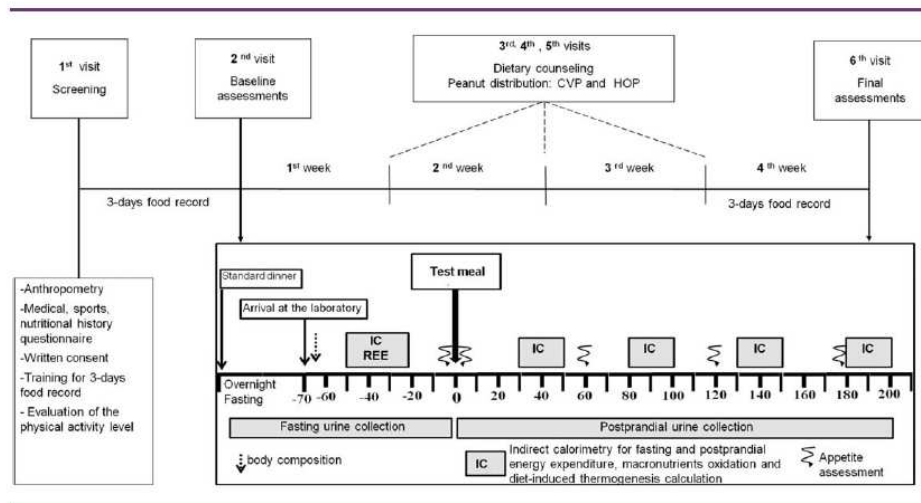 1st visit
Screening
2nd visit
Baseline
assessments
3rd, 4th, 5th visits
Dietary counseling
Peanut distribution: CVP and HOP
6th visit
Final
assessments
1st week
2nd week
3rd week
4th week
3-days food record
3-days food record
-Anthropometry
-Medical, sports,
nutritional history
questionnaire
-Written consent
-Training for 3-days
food record
- Evaluation of the
physical activity level
Standard dinner
Arrival at the laboratory
Test meal
IC
REE
IC
IC
IC
IC
Overnight
Fasting
-70 -60 -40 -20 0 20 40 60 80 100 120 140 160 180 200
Fasting urine collection
Postprandial urine collection
body composition
IC
Indirect calorimetry for fasting and postprandial
energy expenditure, macronutrients oxidation and
diet-induced thermogenesis calculation
Appetite
assessment